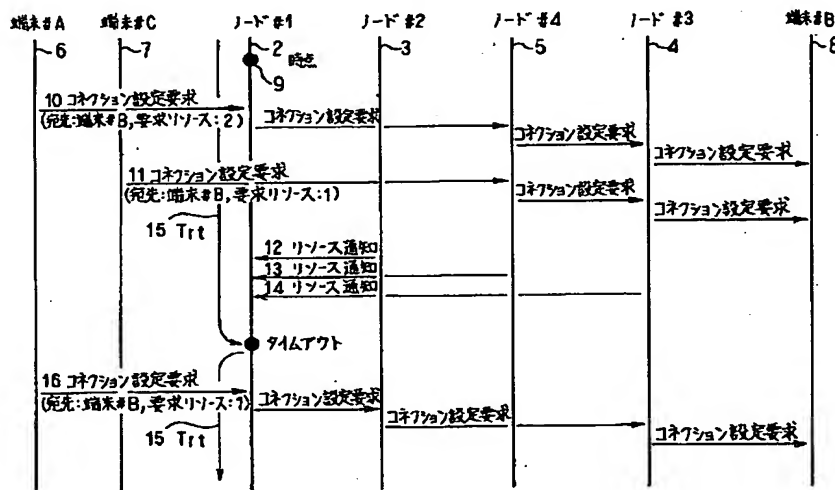 端末#A 端末#C ノード#1 ノード#2 ノード#4 ノード#3 端末#B
6 7 2 3 5 4 8
時点
9
10 コネクション設定要求
(宛先:端末#B,要求リソース:2)
コネクション設定要求
コネクション設定要求
コネクション設定要求
11 コネクション設定要求
(宛先:端末#B,要求リソース:1)
コネクション設定要求
コネクション設定要求
15 Trt
12 リソース通知
13 リソース通知
14 リソース通知
タイムアウト
16 コネクション設定要求
(宛先:端末#B,要求リソース:1)
コネクション設定要求
コネクション設定要求
コネクション設定要求
15 Trt